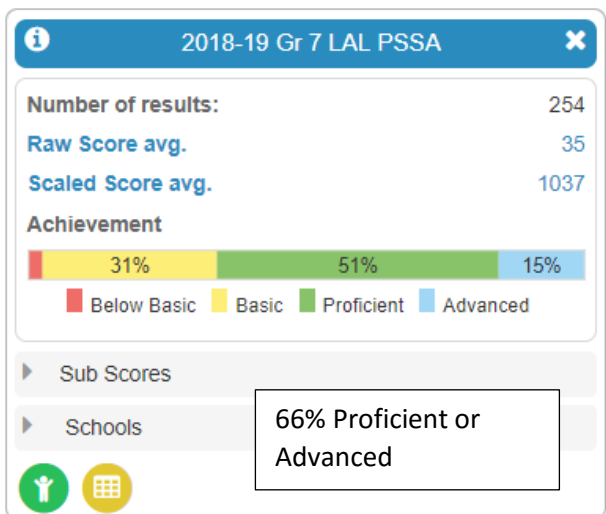 2018-19 Gr 7 LAL PSSA
Number of results: 254
Raw Score avg. 35
Scaled Score avg. 1037
Achievement
31% 51% 15%
Below Basic Basic Proficient Advanced
Sub Scores
Schools
66% Proficient or
Advanced